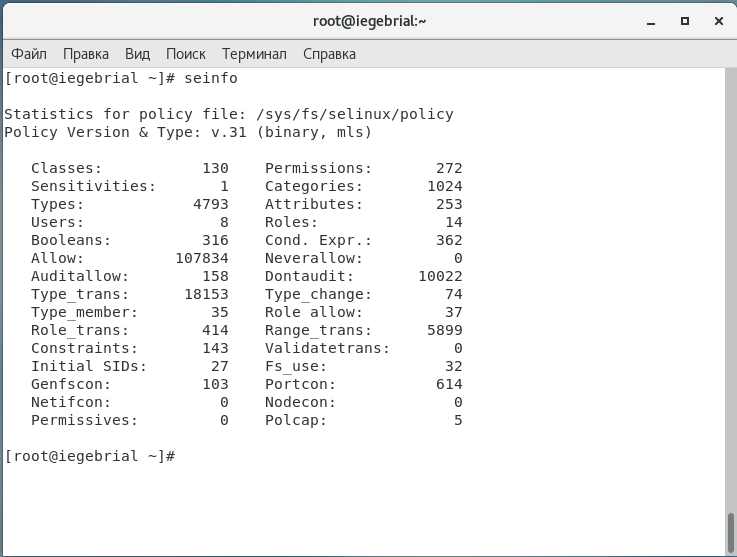 root@iegebrial:~
Файл Правка Вид Поиск Терминал Справка
[root@iegebrial ~]# seinfo
Statistics for policy file: /sys/fs/selinux/policy
Policy Version & Type: v.31 (binary, mls)
Classes: 130 Permissions: 272
Sensitivities: 1 Categories: 1024
Types: 4793 Attributes: 253
Users: 8 Roles: 14
Booleans: 316 Cond. Expr.: 362
Allow: 107834 Neverallow: 0
Auditallow: 158 Dontaudit: 10022
Type_trans: 18153 Type_change: 74
Type_member: 35 Role allow: 37
Role_trans: 414 Range_trans: 5899
Constraints: 143 Validatetrans: 0
Initial SIDs: 27 Fs_use: 32
Genfscon: 103 Portcon: 614
Netifcon: 0 Nodecon: 0
Permissives: 0 Polcap: 5
[root@iegebrial ~]#